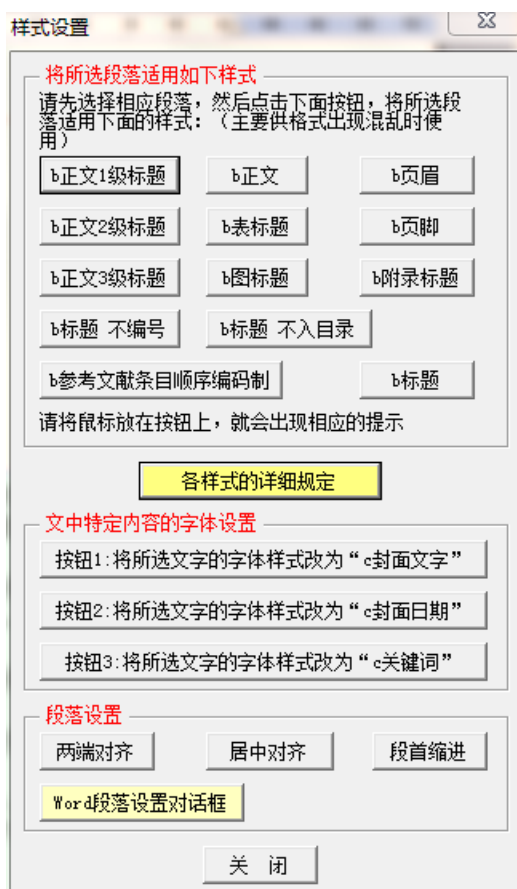 样式设置
将所选段落适用如下样式
请先选择相应段落，然后点击下面按钮，将所选段
落适用下面的样式：（主要供格式出现混乱时使
用）
b正文1级标题 b正文 b页眉
b正文2级标题 b表标题 b页脚
b正文3级标题 b图标题 b附录标题
b标题 不编号 b标题 不入目录
b参考文献条目顺序编码制 b标题
请将鼠标放在按钮上，就会出现相应的提示
各样式的详细规定
文中特定内容的字体设置
按钮1:将所选文字的字体样式改为“c封面文字”
按钮2:将所选文字的字体样式改为“c封面日期”
按钮3:将所选文字的字体样式改为“c关键词”
段落设置
两端对齐 居中对齐 段首缩进
Word段落设置对话框
关 闭